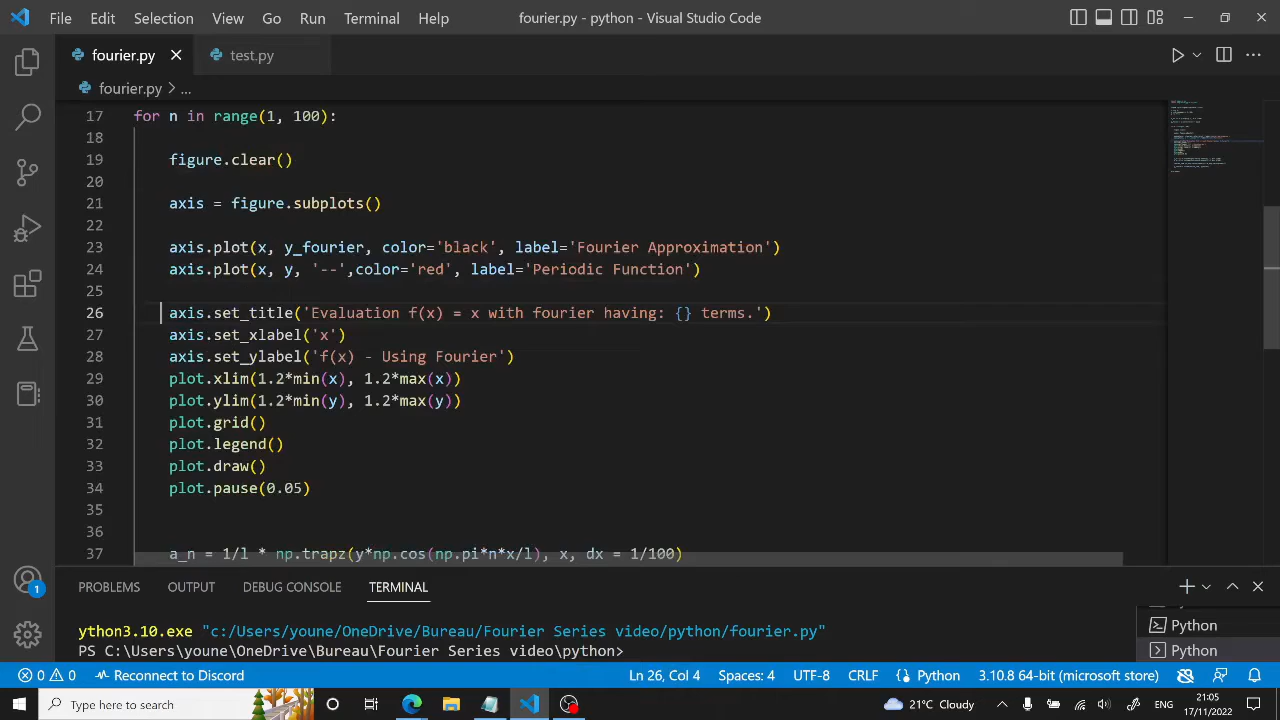 File Edit Selection View Go Run Terminal Help fourier.py - python - Visual Studio Code
fourier.py test.py
fourier.py > ...
17 for n in range(1, 100):
18
19 figure.clear()
20
21 axis = figure.subplots()
22
23 axis.plot(x, y_fourier, color='black', label='Fourier Approximation')
24 axis.plot(x, y, '--',color='red', label='Periodic Function')
25
26 axis.set_title('Evaluation f(x) = x with fourier having: {} terms.')
27 axis.set_xlabel('x')
28 axis.set_ylabel('f(x) - Using Fourier')
29 plot.xlim(1.2*min(x), 1.2*max(x))
30 plot.ylim(1.2*min(y), 1.2*max(y))
31 plot.grid()
32 plot.legend()
33 plot.draw()
34 plot.pause(0.05)
35
36
37 a_n = 1/l * np.trapz(y*np.cos(np.pi*n*x/l), x, dx = 1/100)
PROBLEMS OUTPUT DEBUG CONSOLE TERMINAL
ython3.10.exe "c:/Users/youne/OneDrive/Bureau/Fourier Series video/python/fourier.py"
PS C:\Users\youne\OneDrive\Bureau\Fourier Series video\python>
Python
Python
1
0 0 Reconnect to Discord Ln 26, Col 4 Spaces: 4 UTF-8 CRLF Python 3.10.8 64-bit (microsoft store)
Type here to search 21°C Cloudy ENG 21:05
17/11/2022